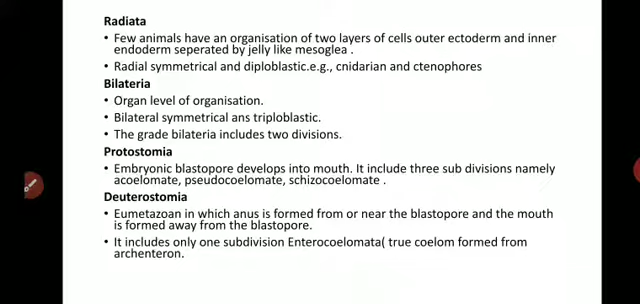 Radiata
• Few animals have an organisation of two layers of cells outer ectoderm and inner
endoderm seperated by jelly like mesoglea .
• Radial symmetrical and diploblastic.e.g., cnidarian and ctenophores
Bilateria
• Organ level of organisation.
• Bilateral symmetrical ans triploblastic.
• The grade bilateria includes two divisions.
Protostomia
• Embryonic blastopore develops into mouth. It include three sub divisions namely
acoelomate, pseudocoelomate, schizocoelomate .
Deuterostomia
• Eumetazoan in which anus is formed from or near the blastopore and the mouth
is formed away from the blastopore.
• It includes only one subdivision Enterocoelomata( true coelom formed from
archenteron.